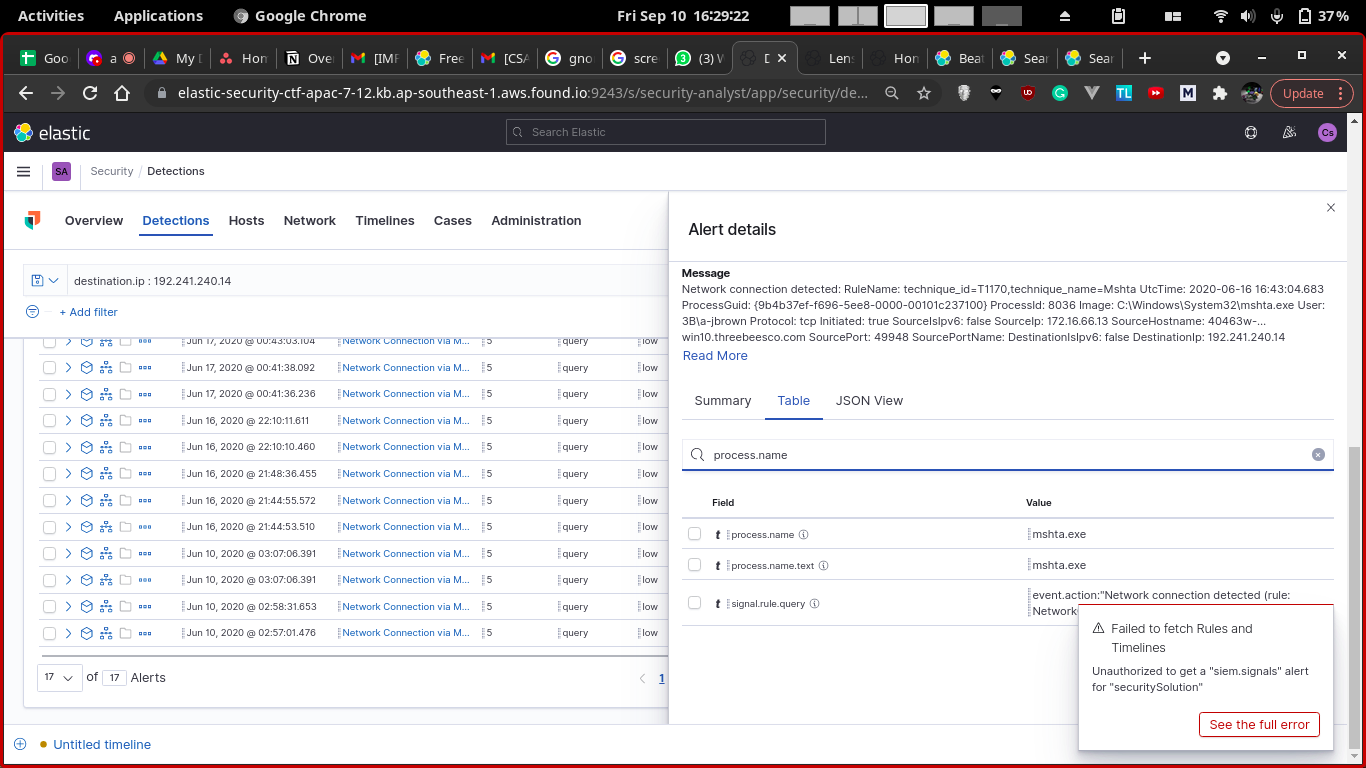 Activities Applications Google Chrome Fri Sep 10 16:29:22 37%
Goo a My Hom Ove [IMF Free [CSA gno scre (3) D Len Hon Beat Sear Sear
elastic-security-ctf-apac-7-12.kb.ap-southeast-1.aws.found.io:9243/s/security-analyst/app/security/de... Update
elastic Search Elastic Cs
SA Security / Detections
Overview Detections Hosts Network Timelines Cases Administration
destination.ip : 192.241.240.14
+ Add filter
Jun 17, 2020 @ 00:43:03.104 Network Connection via M... 5 query low
Jun 17, 2020 @ 00:41:38.092 Network Connection via M... 5 query low
Jun 17, 2020 @ 00:41:36.236 Network Connection via M... 5 query low
Jun 16, 2020 @ 22:10:11.611 Network Connection via M... 5 query low
Jun 16, 2020 @ 22:10:10.460 Network Connection via M... 5 query low
Jun 16, 2020 @ 21:48:36.455 Network Connection via M... 5 query low
Jun 16, 2020 @ 21:44:55.572 Network Connection via M... 5 query low
Jun 16, 2020 @ 21:44:53.510 Network Connection via M... 5 query low
Jun 10, 2020 @ 03:07:06.391 Network Connection via M... 5 query low
Jun 10, 2020 @ 03:07:06.391 Network Connection via M... 5 query low
Jun 10, 2020 @ 02:58:31.653 Network Connection via M... 5 query low
Jun 10, 2020 @ 02:57:01.476 Network Connection via M... 5 query low
17 of 17 Alerts 1
Untitled timeline
Alert details
Message
Network connection detected: RuleName: technique_id=T1170,technique_name=Mshta UtcTime: 2020-06-16 16:43:04.683
ProcessGuid: {9b4b37ef-f696-5ee8-0000-00101c237100} ProcessId: 8036 Image: C:\Windows\System32\mshta.exe User:
3B\a-jbrown Protocol: tcp Initiated: true SourceIsIpv6: false SourceIp: 172.16.66.13 SourceHostname: 40463w-...
win10.threebeesco.com SourcePort: 49948 SourcePortName: DestinationIsIpv6: false DestinationIp: 192.241.240.14
Read More
Summary Table JSON View
process.name
Field Value
t process.name mshta.exe
t process.name.text mshta.exe
t signal.rule.query event.action:"Network connection detected (rule:
Network
Failed to fetch Rules and
Timelines
Unauthorized to get a "siem.signals" alert
for "securitySolution"
See the full error